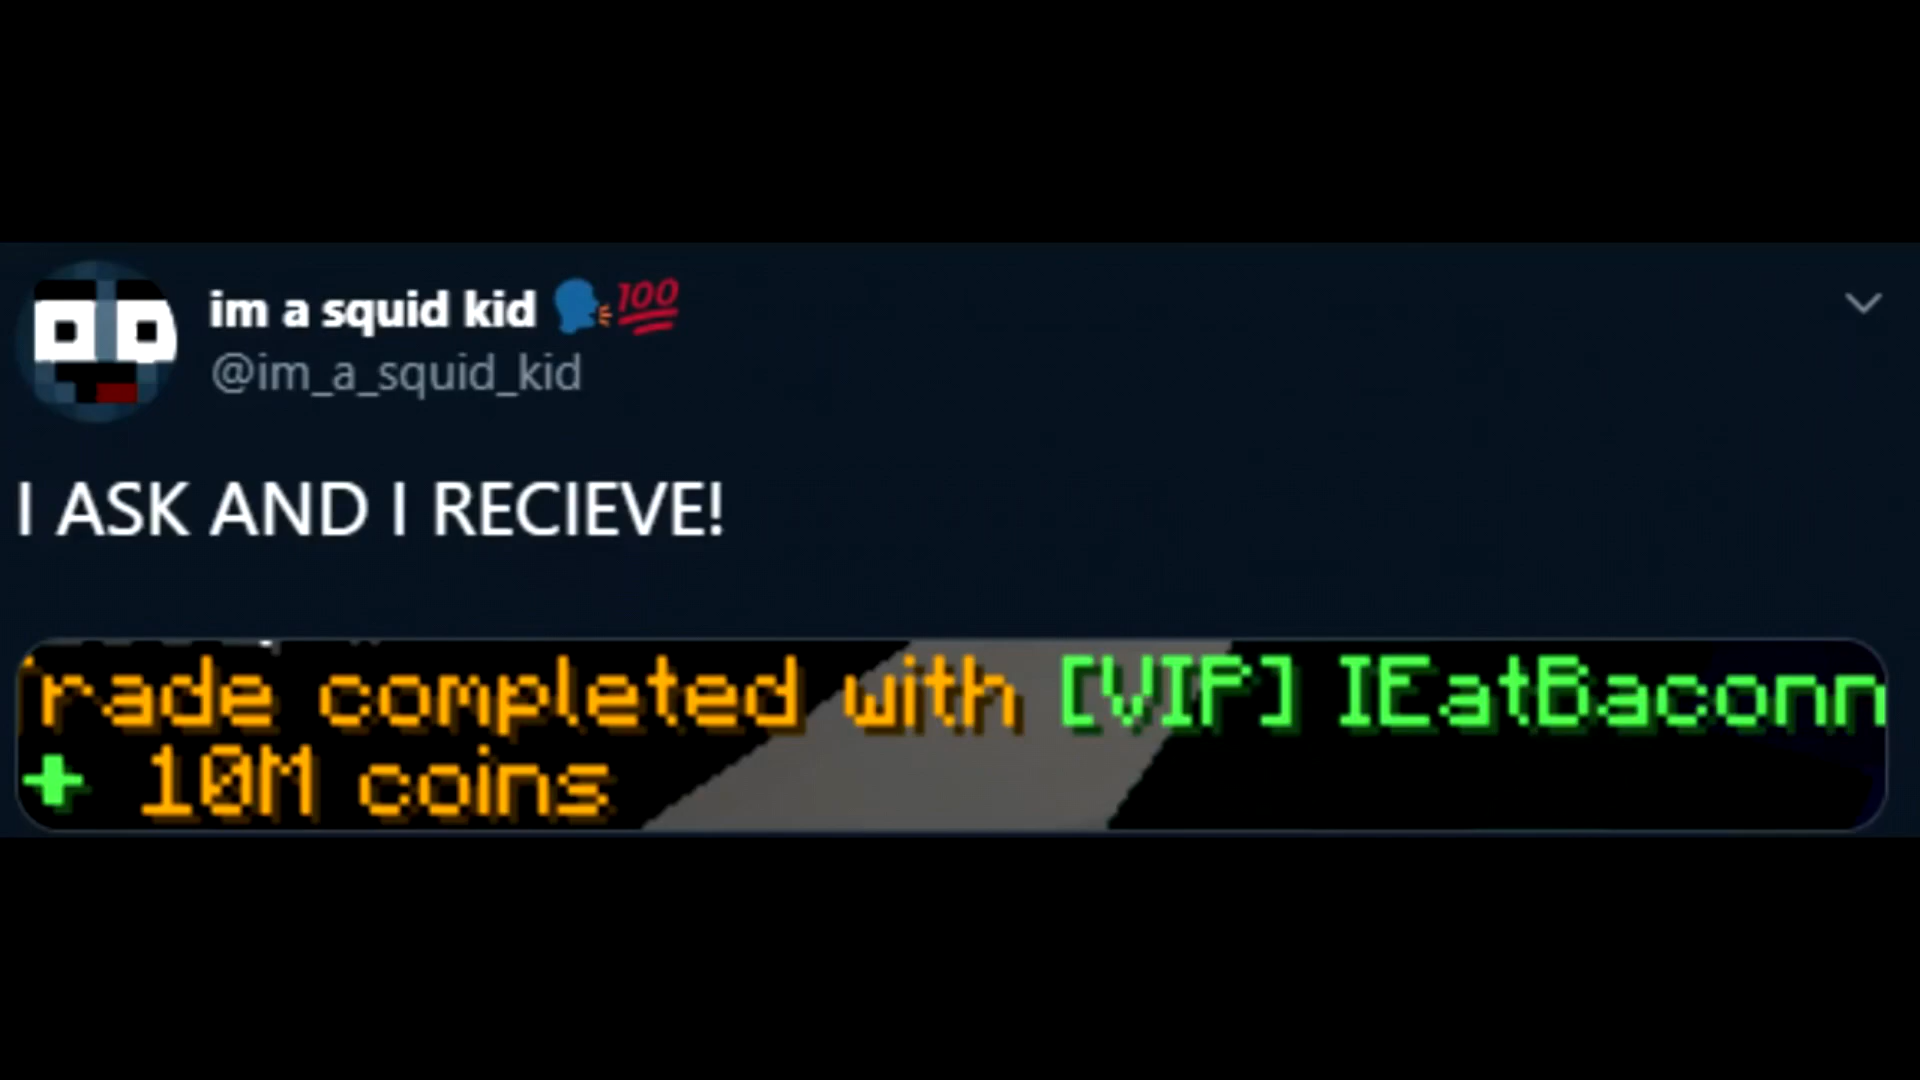 im a squid kid 🗣️💯
@im_a_squid_kid
I ASK AND I RECIEVE!
rade completed with [VIP] IEatBaconn
+ 10M coins